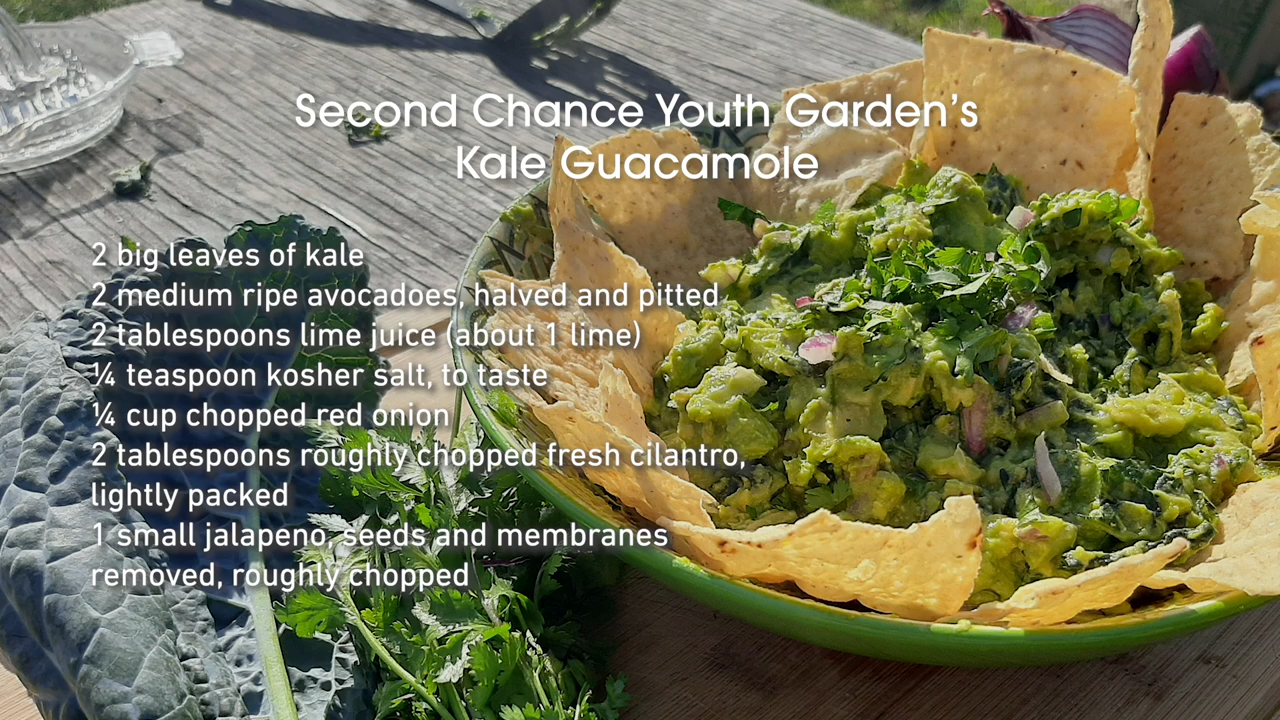 Second Chance Youth Garden’s
Kale Guacamole
2 big leaves of kale
2 medium ripe avocadoes, halved and pitted
2 tablespoons lime juice (about 1 lime)
¼ teaspoon kosher salt, to taste
¼ cup chopped red onion
2 tablespoons roughly chopped fresh cilantro,
lightly packed
1 small jalapeno, seeds and membranes
removed, roughly chopped